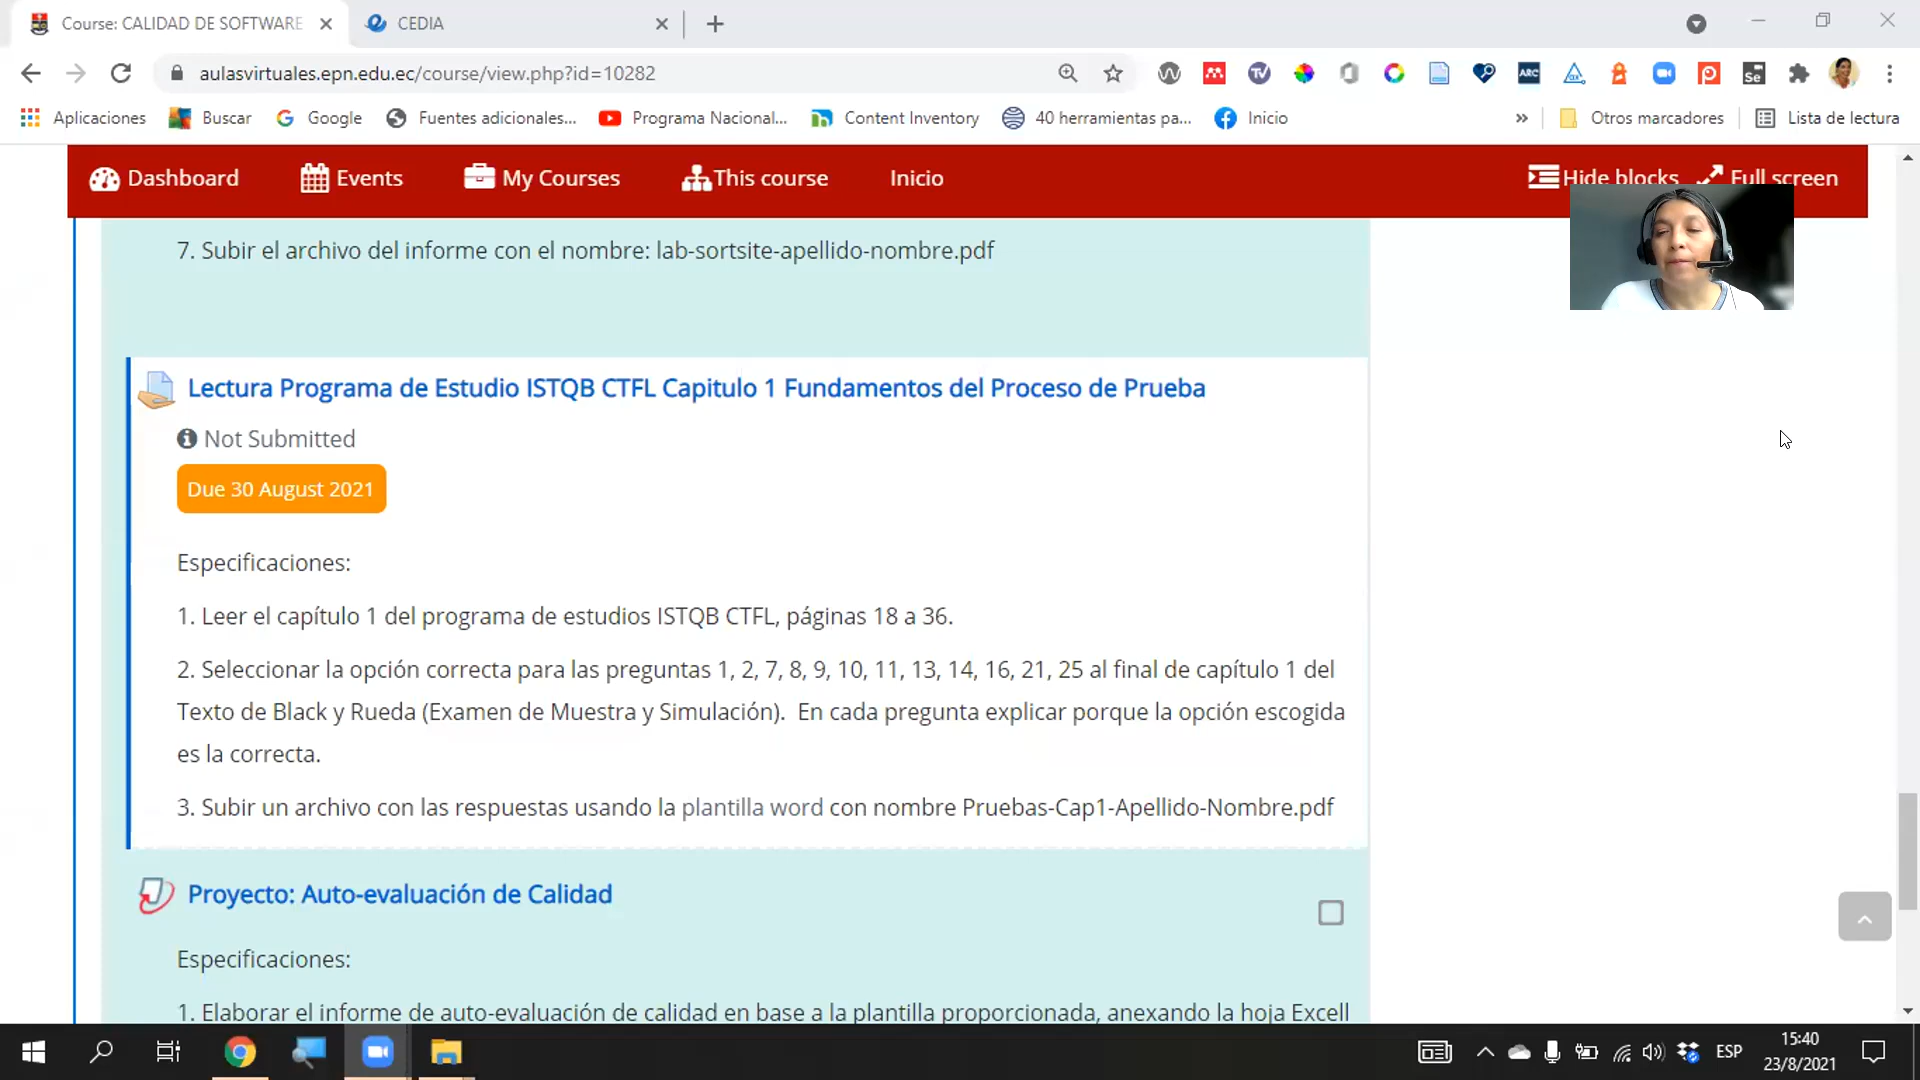 Course: CALIDAD DE SOFTWARE
CEDIA
aulasvirtuales.epn.edu.ec/course/view.php?id=10282
Aplicaciones
Buscar
Google
Fuentes adicionales...
Programa Nacional...
Content Inventory
40 herramientas pa...
Inicio
»
Otros marcadores
Lista de lectura
Dashboard
Events
My Courses
This course
Inicio
Hide blocks
Full screen
7. Subir el archivo del informe con el nombre: lab-sortsite-apellido-nombre.pdf
Lectura Programa de Estudio ISTQB CTFL Capitulo 1 Fundamentos del Proceso de Prueba
Not Submitted
Due 30 August 2021
Especificaciones:
1. Leer el capítulo 1 del programa de estudios ISTQB CTFL, páginas 18 a 36.
2. Seleccionar la opción correcta para las preguntas 1, 2, 7, 8, 9, 10, 11, 13, 14, 16, 21, 25 al final de capítulo 1 del
Texto de Black y Rueda (Examen de Muestra y Simulación).  En cada pregunta explicar porque la opción escogida
es la correcta.
3. Subir un archivo con las respuestas usando la plantilla word con nombre Pruebas-Cap1-Apellido-Nombre.pdf
Proyecto: Auto-evaluación de Calidad
Especificaciones:
1. Elaborar el informe de auto-evaluación de calidad en base a la plantilla proporcionada, anexando la hoja Excell
ESP
15:40
23/8/2021